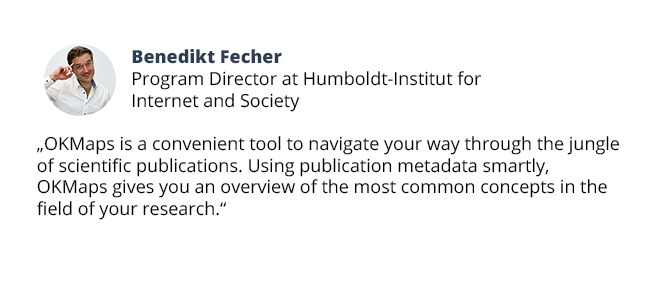 Benedikt Fecher
Program Director at Humboldt-Institut for
Internet and Society
„OKMaps is a convenient tool to navigate your way through the jungle
of scientific publications. Using publication metadata smartly,
OKMaps gives you an overview of the most common concepts in the
field of your research.“